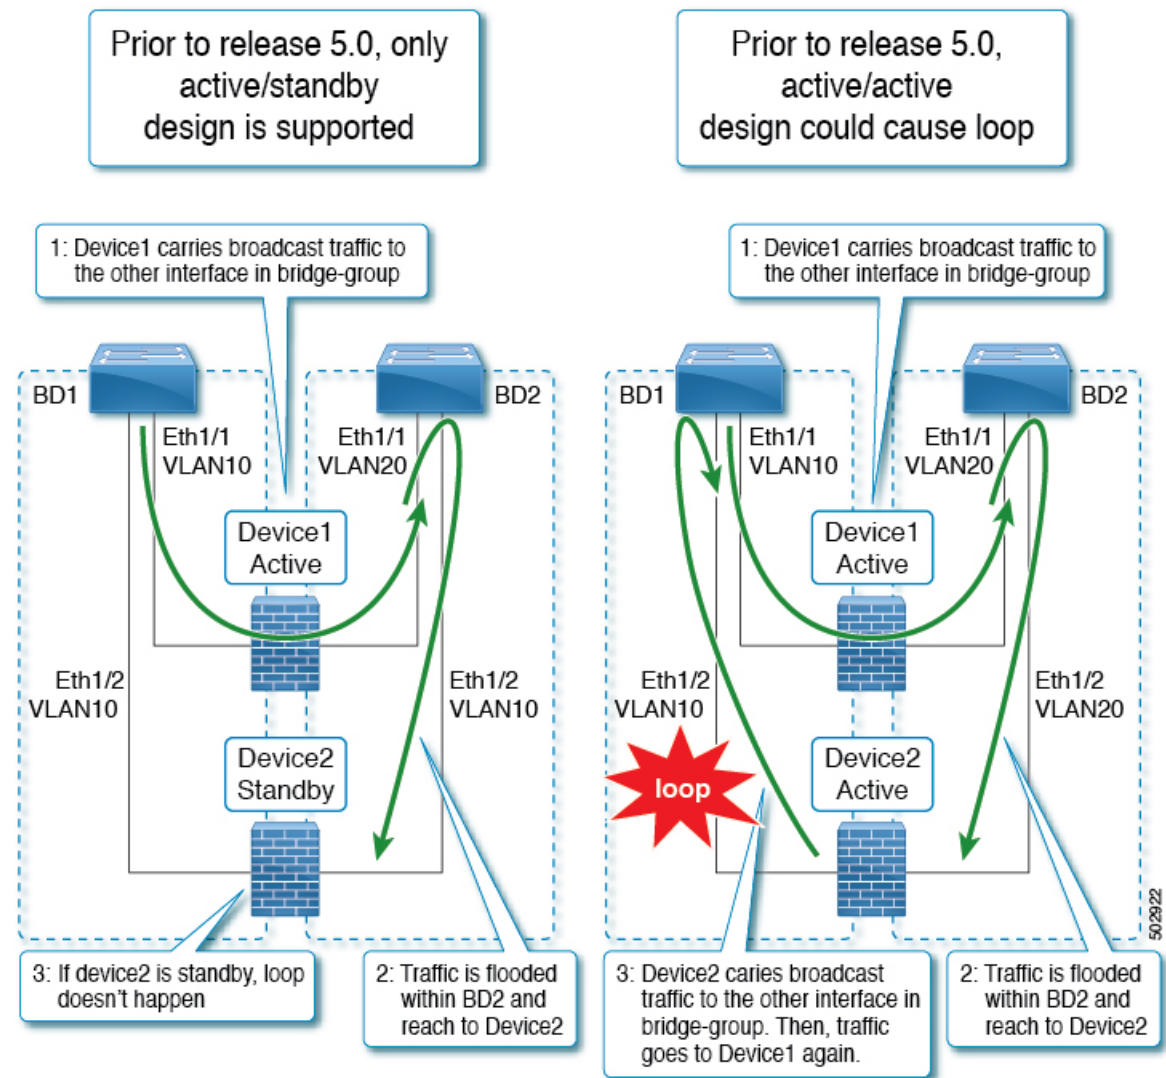 Prior to release 5.0, only
active/standby
design is supported
Prior to release 5.0,
active/active
design could cause loop
1: Device1 carries broadcast traffic to
the other interface in bridge-group
1: Device1 carries broadcast traffic to
the other interface in bridge-group
BD1
BD2
Eth1/1
VLAN10
Eth1/1
VLAN20
Device1
Active
Eth1/2
VLAN10
Eth1/2
VLAN10
Device2
Standby
BD1
BD2
Eth1/1
VLAN10
Eth1/1
VLAN20
Device1
Active
Eth1/2
VLAN10
Eth1/2
VLAN20
loop
Device2
Active
3: If device2 is standby, loop
doesn't happen
2: Traffic is flooded
within BD2 and
reach to Device2
3: Device2 caries broadcast
traffic to the other interface in
bridge-group. Then, traffic
goes to Device1 again.
2: Traffic is flooded
within BD2 and
reach to Device2
502922